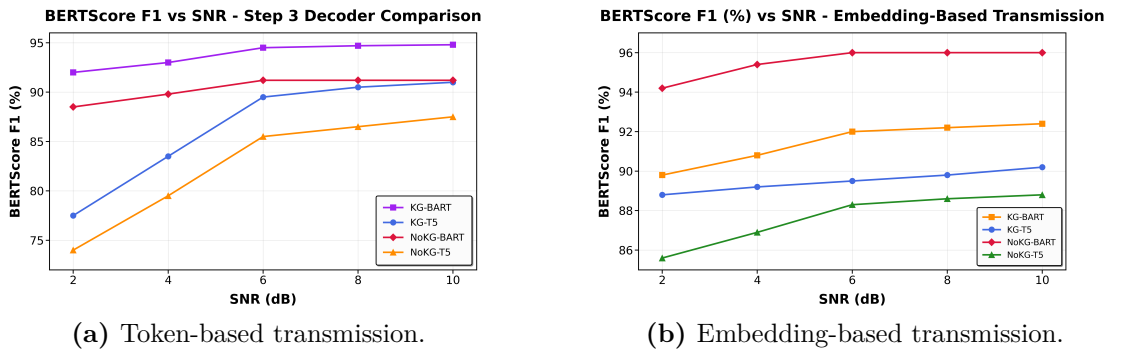 BERTScore F1 vs SNR - Step 3 Decoder Comparison
BERTScore F1 (%)
95
90
85
80
75
KG-BART
KG-T5
NoKG-BART
NoKG-T5
2 4 6 8 10
SNR (dB)
(a) Token-based transmission.
BERTScore F1 (%) vs SNR - Embedding-Based Transmission
BERTScore F1 (%)
96
94
92
90
88
86
KG-BART
KG-T5
NoKG-BART
NoKG-T5
2 4 6 8 10
SNR (dB)
(b) Embedding-based transmission.